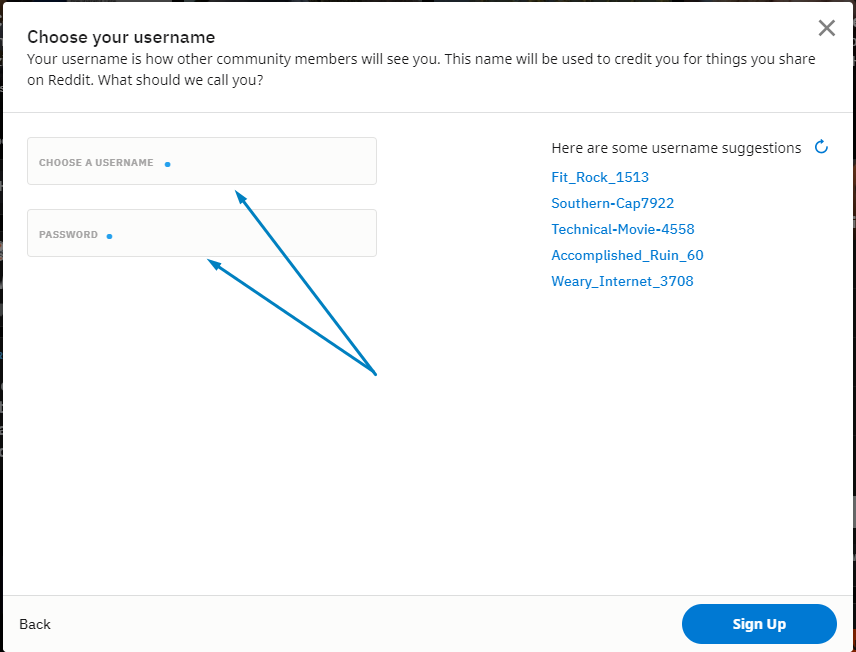 Choose your username
Your username is how other community members will see you. This name will be used to credit you for things you share
on Reddit. What should we call you?
CHOOSE A USERNAME
PASSWORD
Here are some username suggestions
Fit_Rock_1513
Southern-Cap7922
Technical-Movie-4558
Accomplished_Ruin_60
Weary_Internet_3708
Back
Sign Up